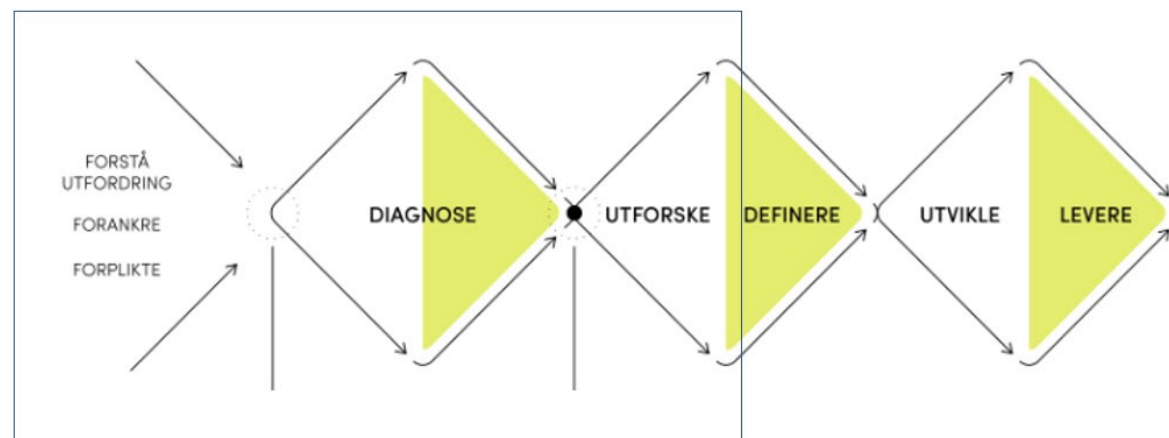 FORSTÅ
UTFORDRING
FORANKRE
FORPLIKTE
DIAGNOSE
UTFORSKE
DEFINERE
UTVIKLE
LEVERE